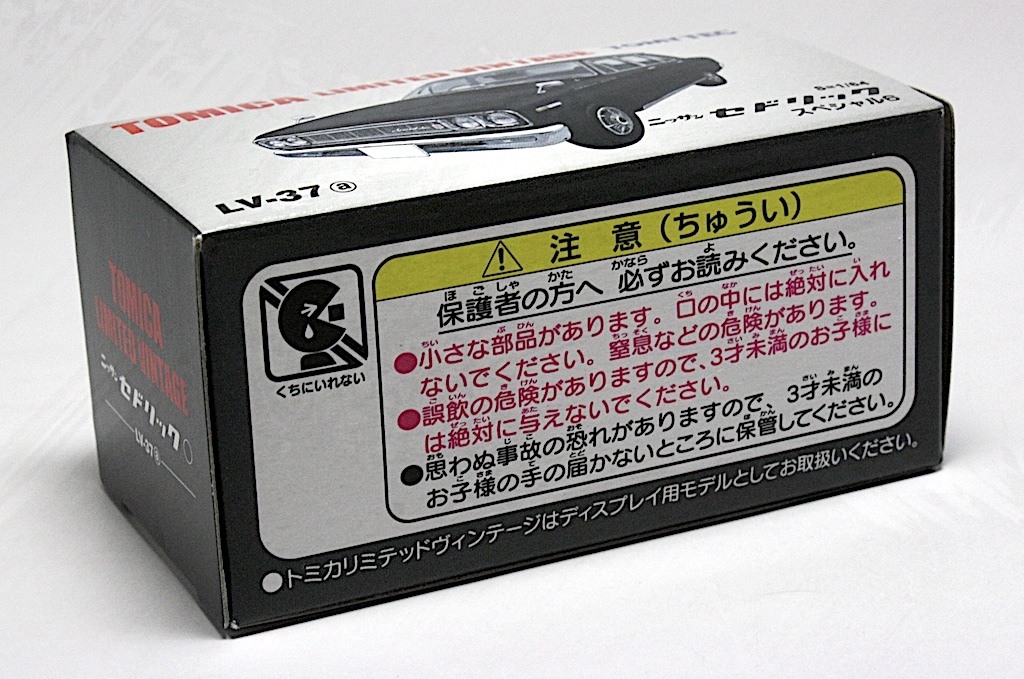 TOMICA LIMITED VINTAGE TOMYTEC
S=1/64
ニッサン セドリック
スペシャル6
LV-37 ⓐ
TOMICA
LIMITED VINTAGE
ニッサン セドリック
LV-37ⓐ
くちにいれない
注意(ちゅうい)
保護者の方へ 必ずお読みください。
●小さな部品があります。口の中には絶対に入れ
ないでください。窒息などの危険があります。
●誤飲の危険がありますので、3才未満のお子様に
は絶対に与えないでください。
●思わぬ事故の恐れがありますので、3才未満の
お子様の手の届かないところに保管してください。
●トミカリミテッドヴィンテージはディスプレイ用モデルとしてお取扱いください。